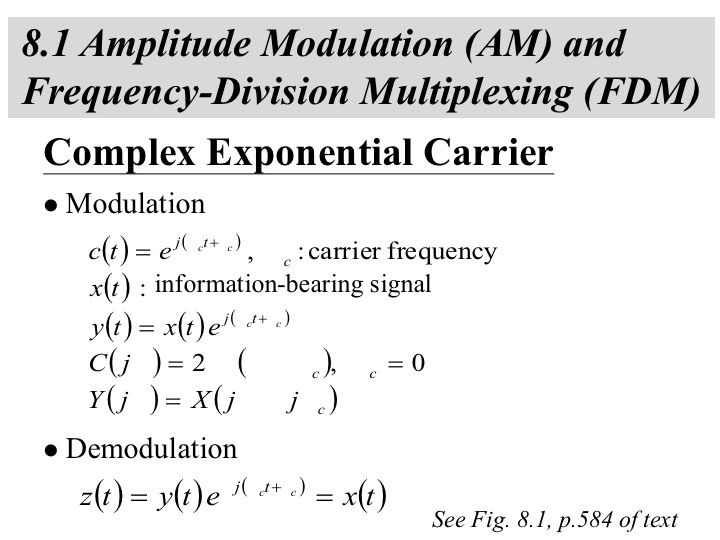 8.1 Amplitude Modulation (AM) and
Frequency-Division Multiplexing (FDM)
Complex Exponential Carrier
● Modulation
c(t) = e^{j( _c t + _c )} , _c : carrier frequency
x(t) : information-bearing signal
y(t) = x(t) e^{j( _c t + _c )}
C(j ) = 2 ( _c ), _c = 0
Y(j ) = X(j j _c )
● Demodulation
z(t) = y(t) e^{j( _c t + _c )} = x(t)
See Fig. 8.1, p.584 of text